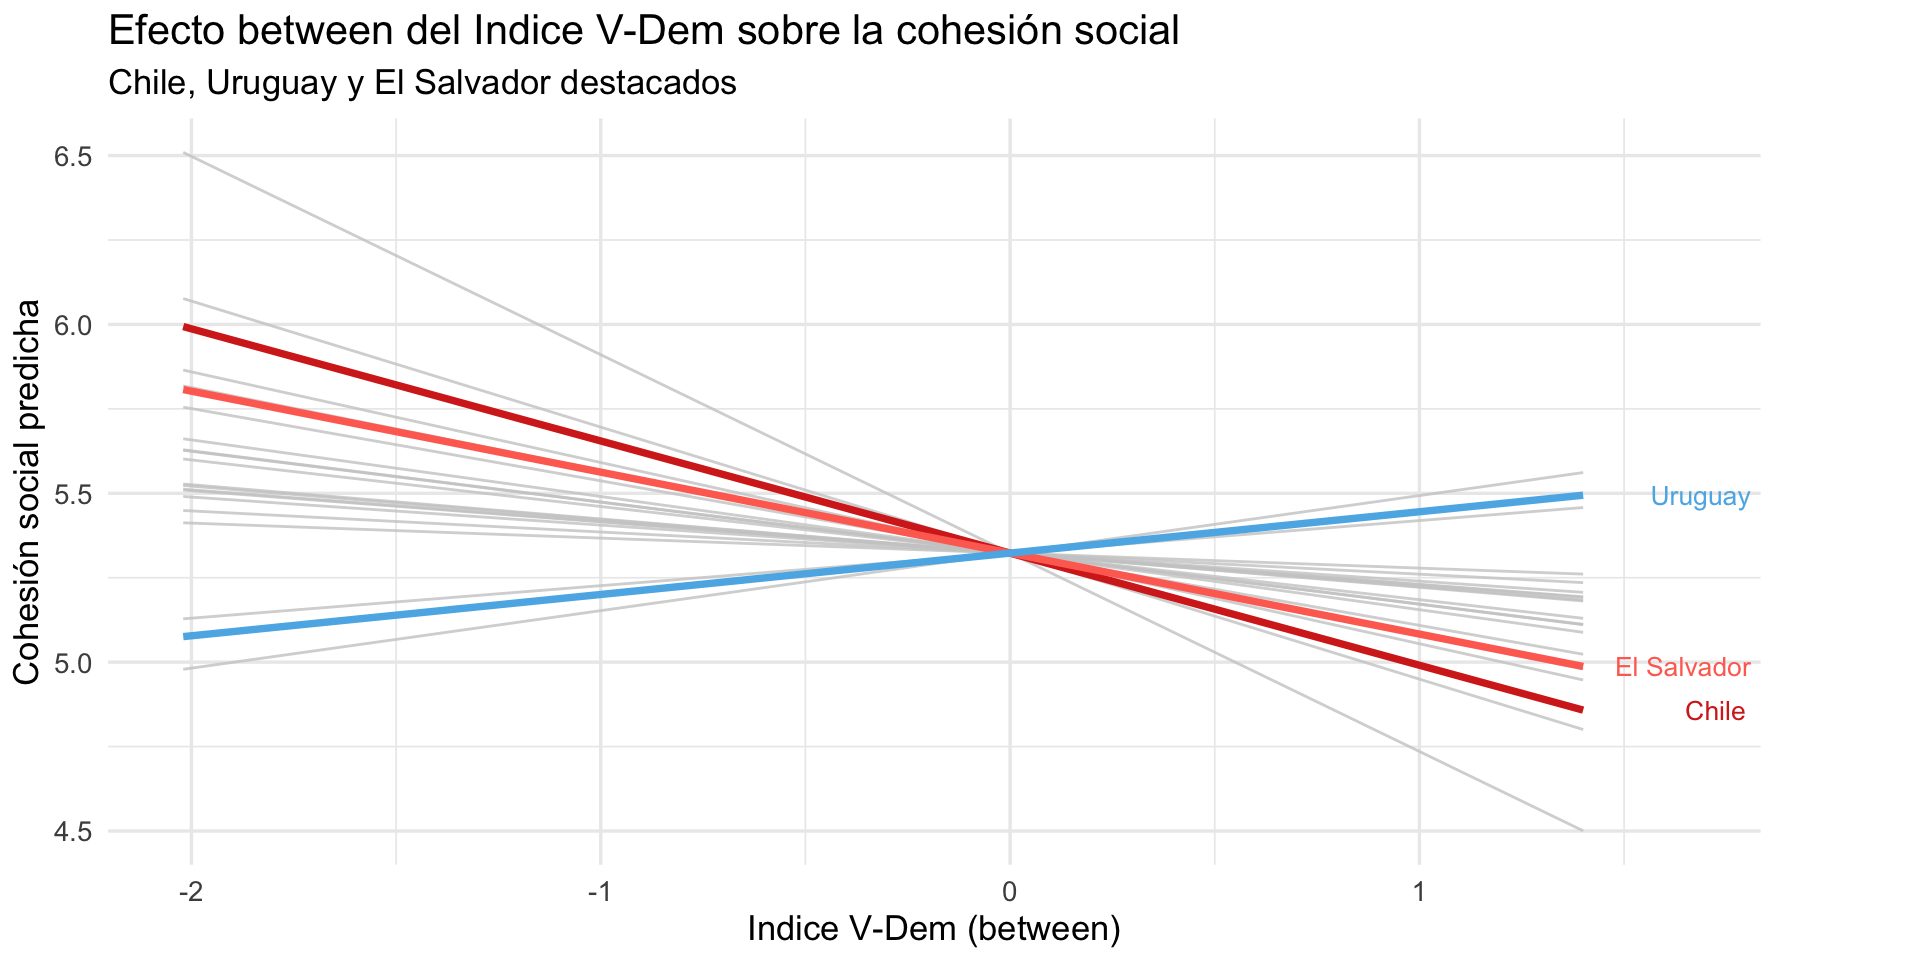 Efecto between del Indice V-Dem sobre la cohesión social
Chile, Uruguay y El Salvador destacados
Cohesión social predicha
6.5
6.0
5.5
5.0
4.5
Uruguay
El Salvador
Chile
-2
-1
0
1
Indice V-Dem (between)